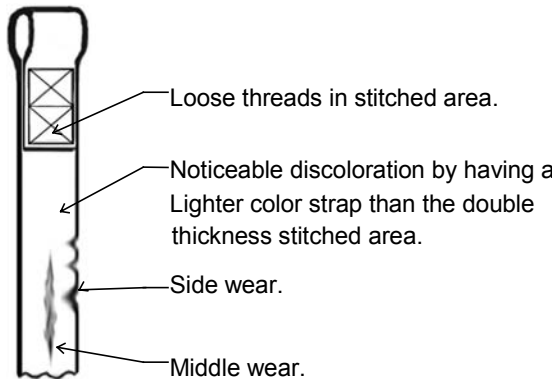 Loose threads in stitched area.
Noticeable discoloration by having a
Lighter color strap than the double
thickness stitched area.
Side wear.
Middle wear.